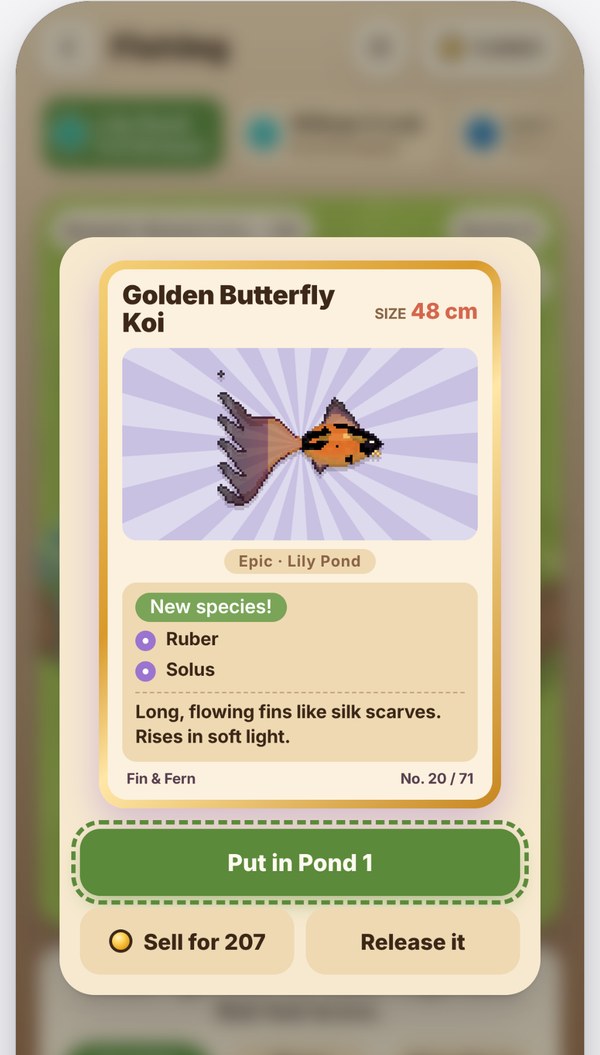 Fishing
Golden Butterfly
Koi
SIZE 48 cm
Epic · Lily Pond
New species!
Ruber
Solus
Long, flowing fins like silk scarves.
Rises in soft light.
Fin & Fern
No. 20 / 71
Put in Pond 1
Sell for 207
Release it